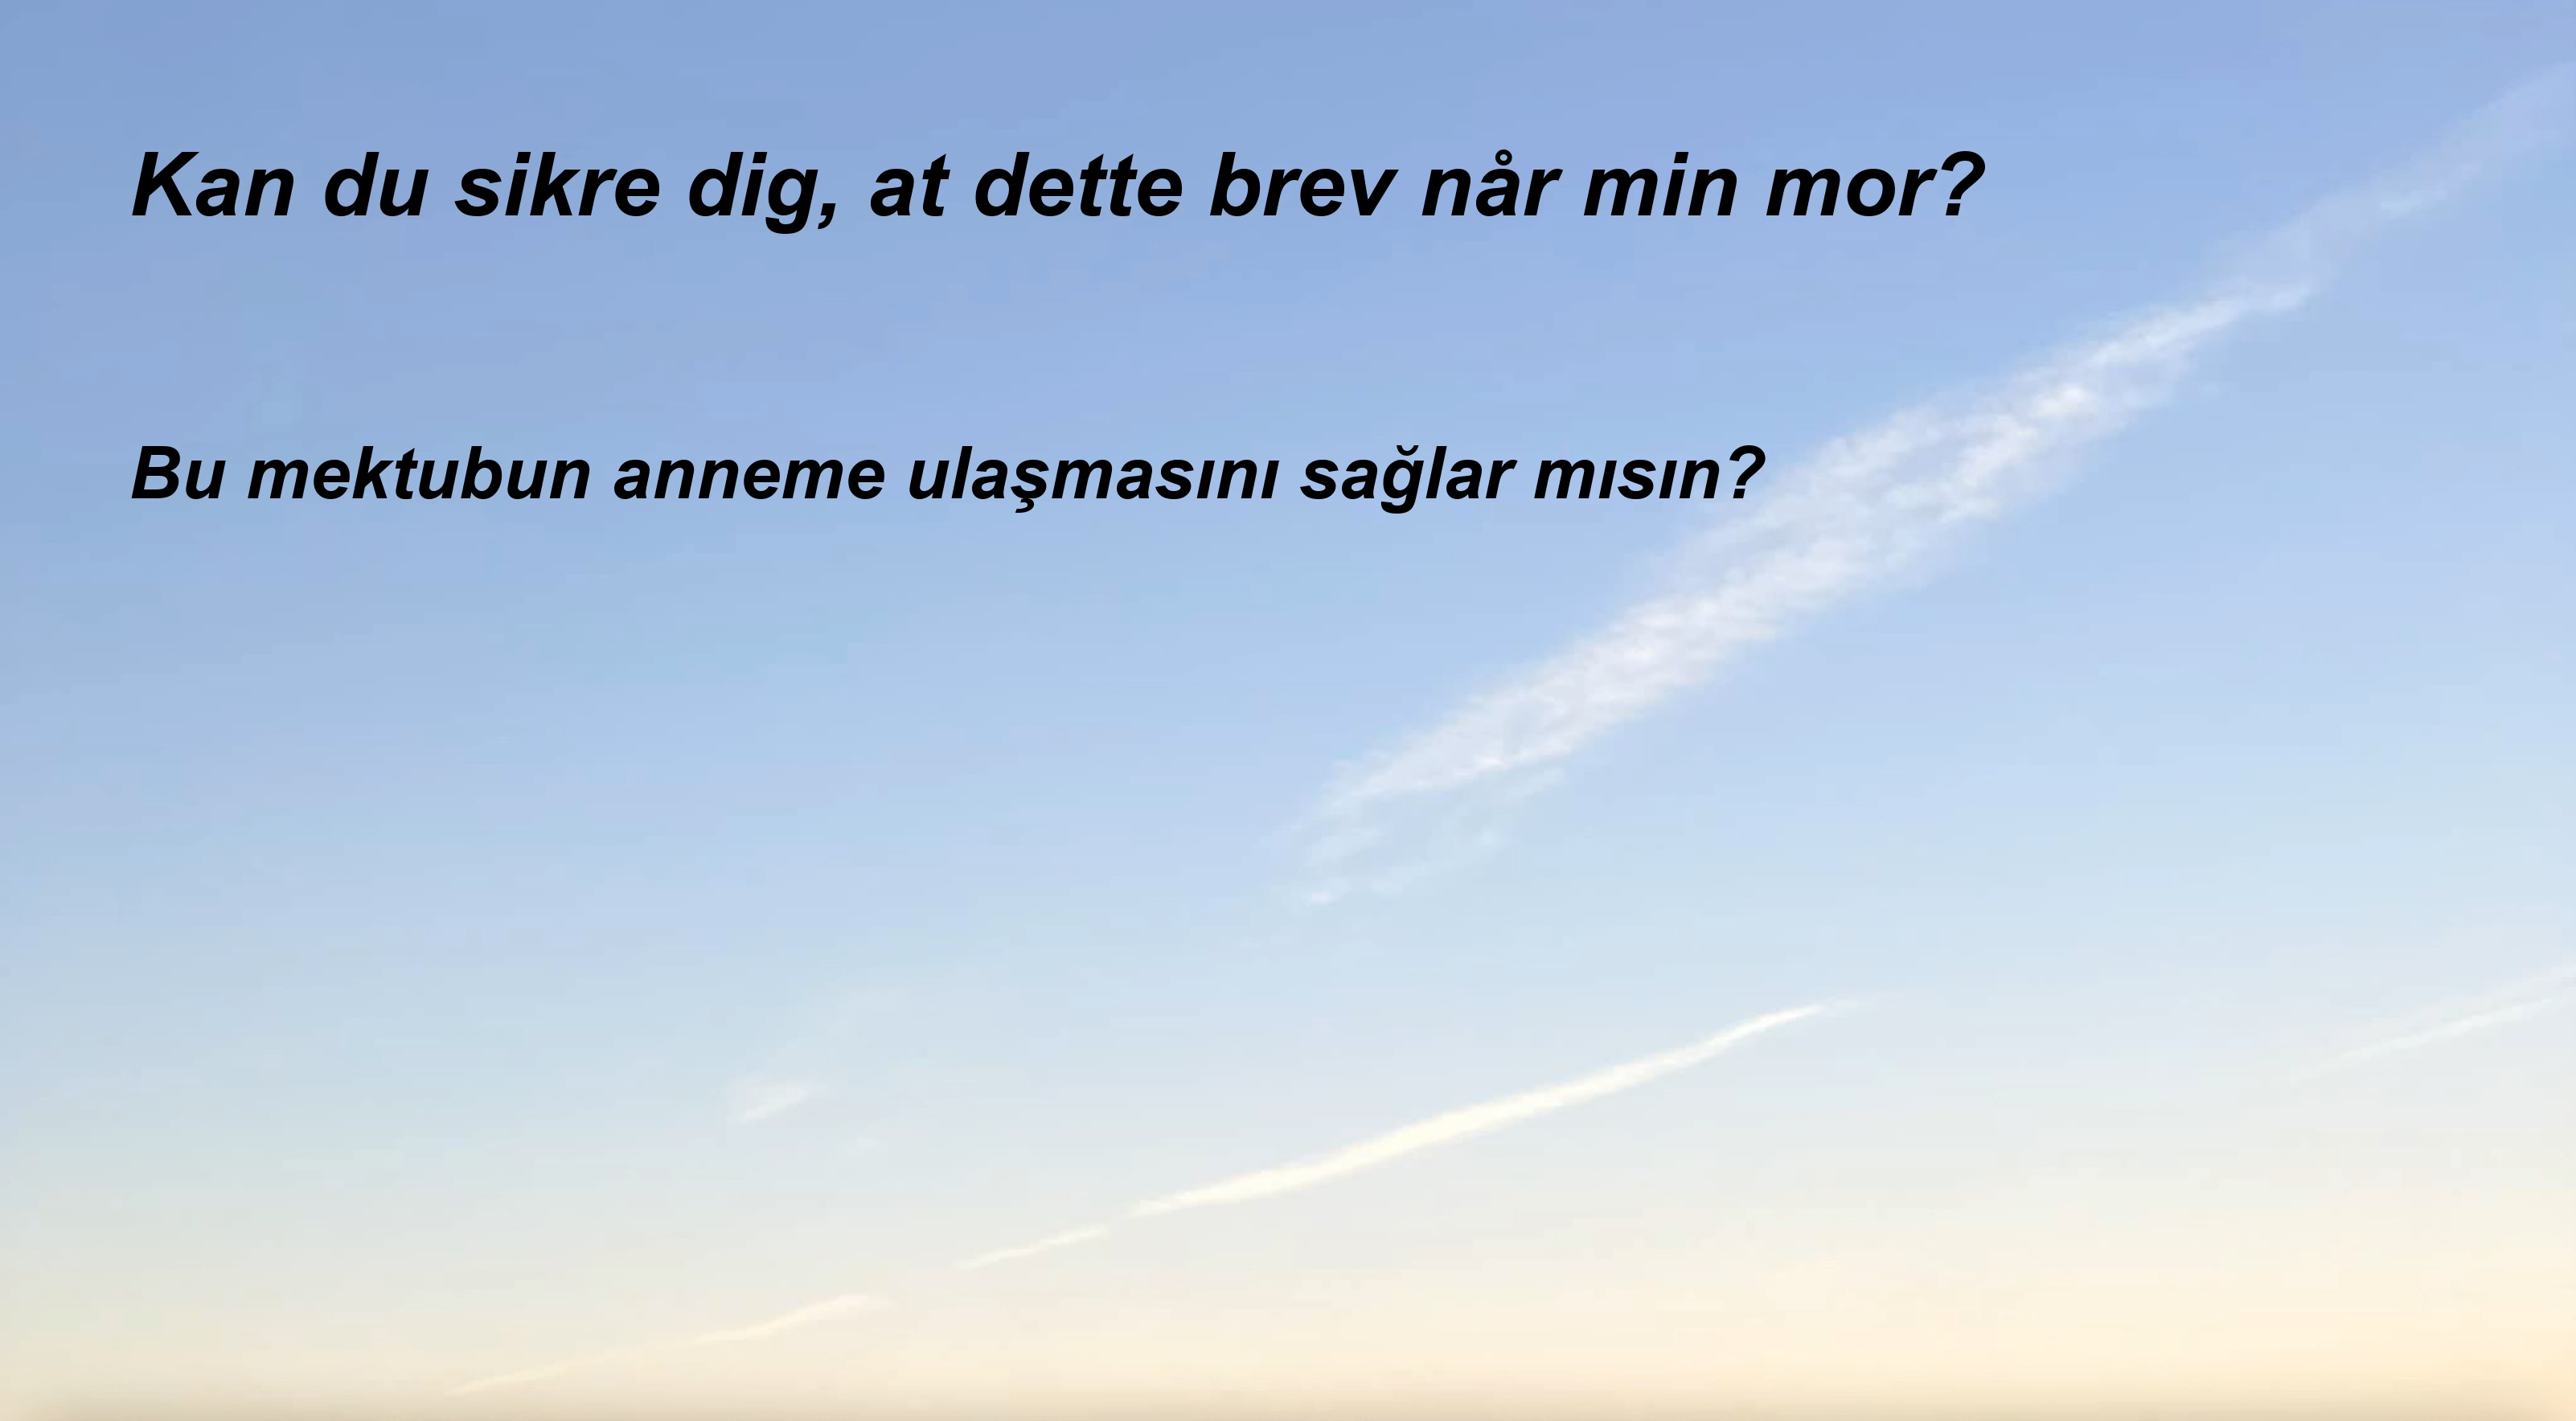 Kan du sikre dig, at dette brev når min mor?
Bu mektubun anneme ulaşmasını sağlar mısın?